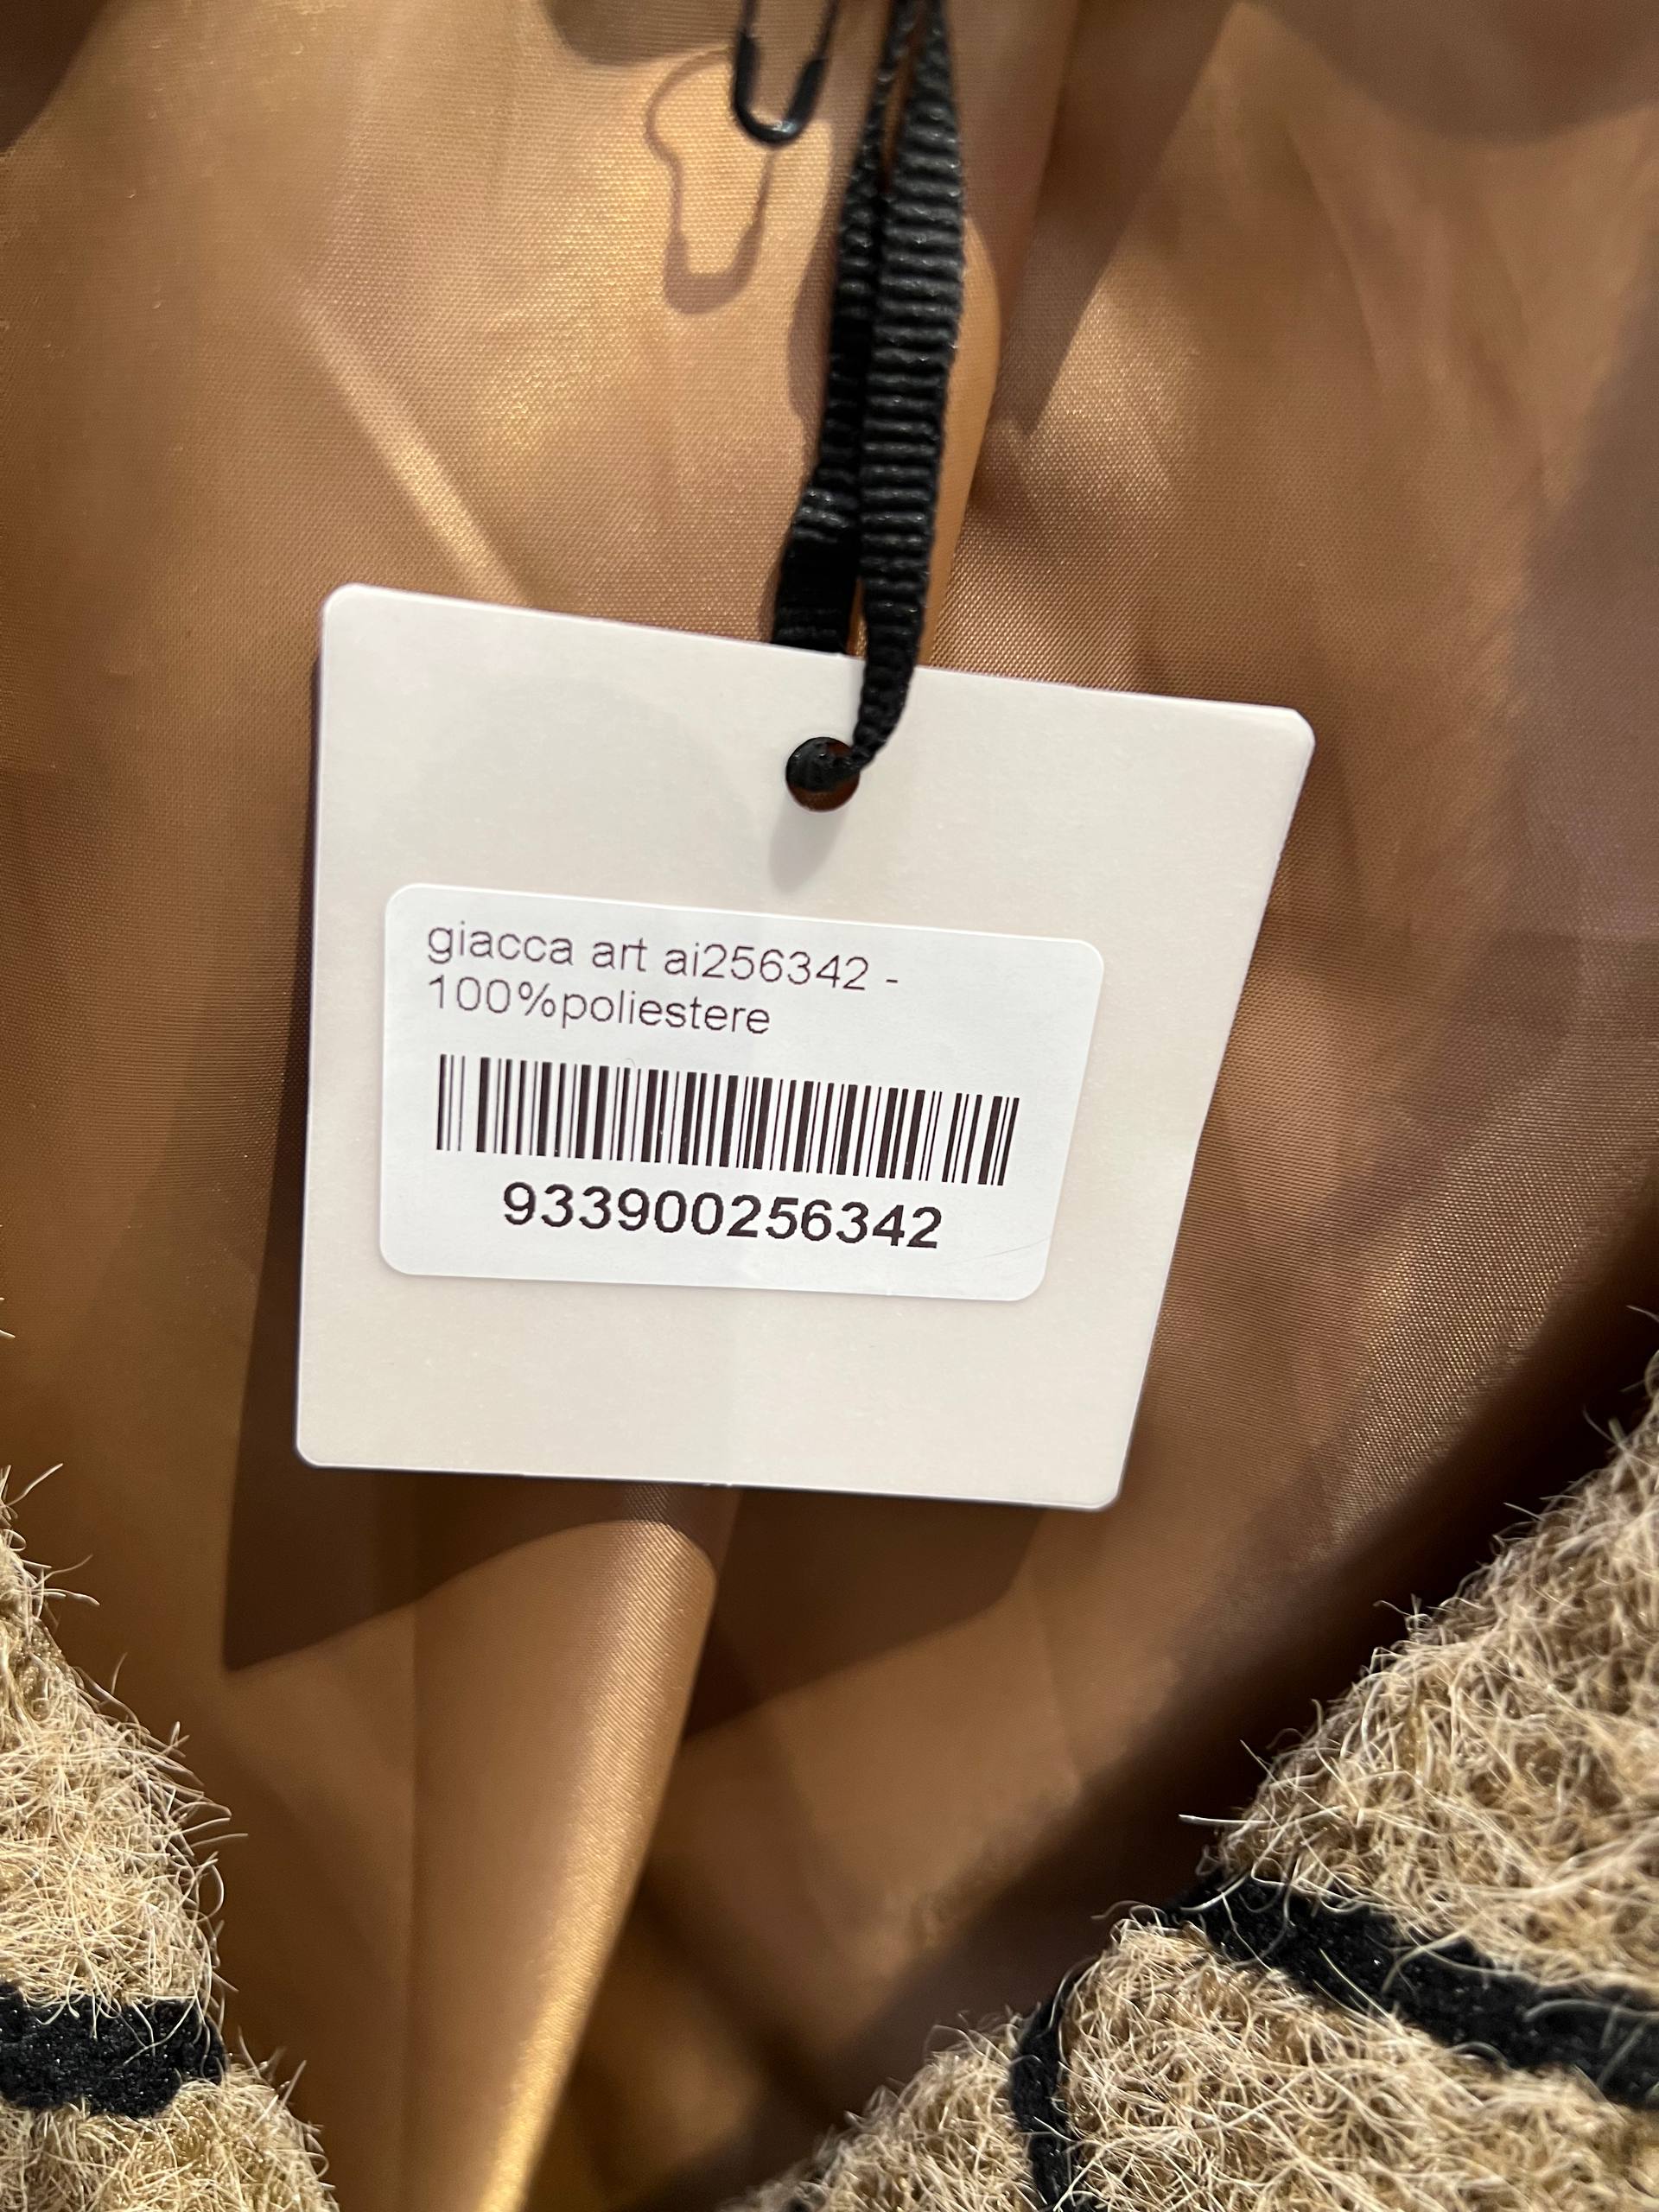 giacca art ai256342 -
100%poliestere
933900256342